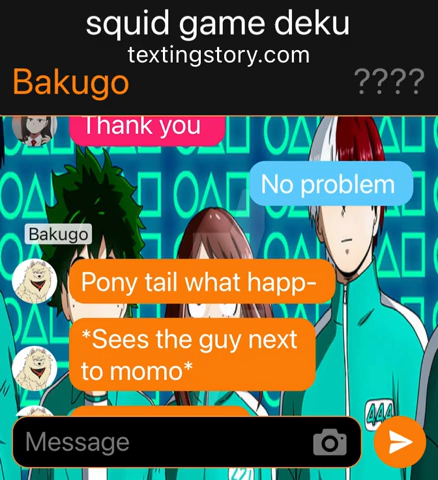 squid game deku
textingstory.com
Bakugo
????
Thank you
No problem
Bakugo
Pony tail what happ-
*Sees the guy next
to momo*
444
Message